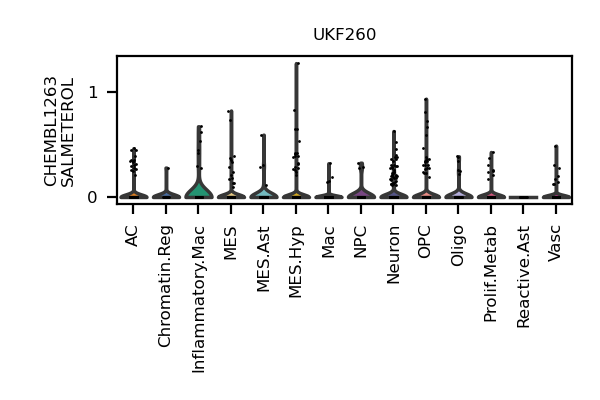 UKF260
CHEMBL1263
SALMETEROL
1
0
AC
Chromatin.Reg
Inflammatory.Mac
MES
MES.Ast
MES.Hyp
Mac
NPC
Neuron
OPC
Oligo
Prolif.Metab
Reactive.Ast
Vasc